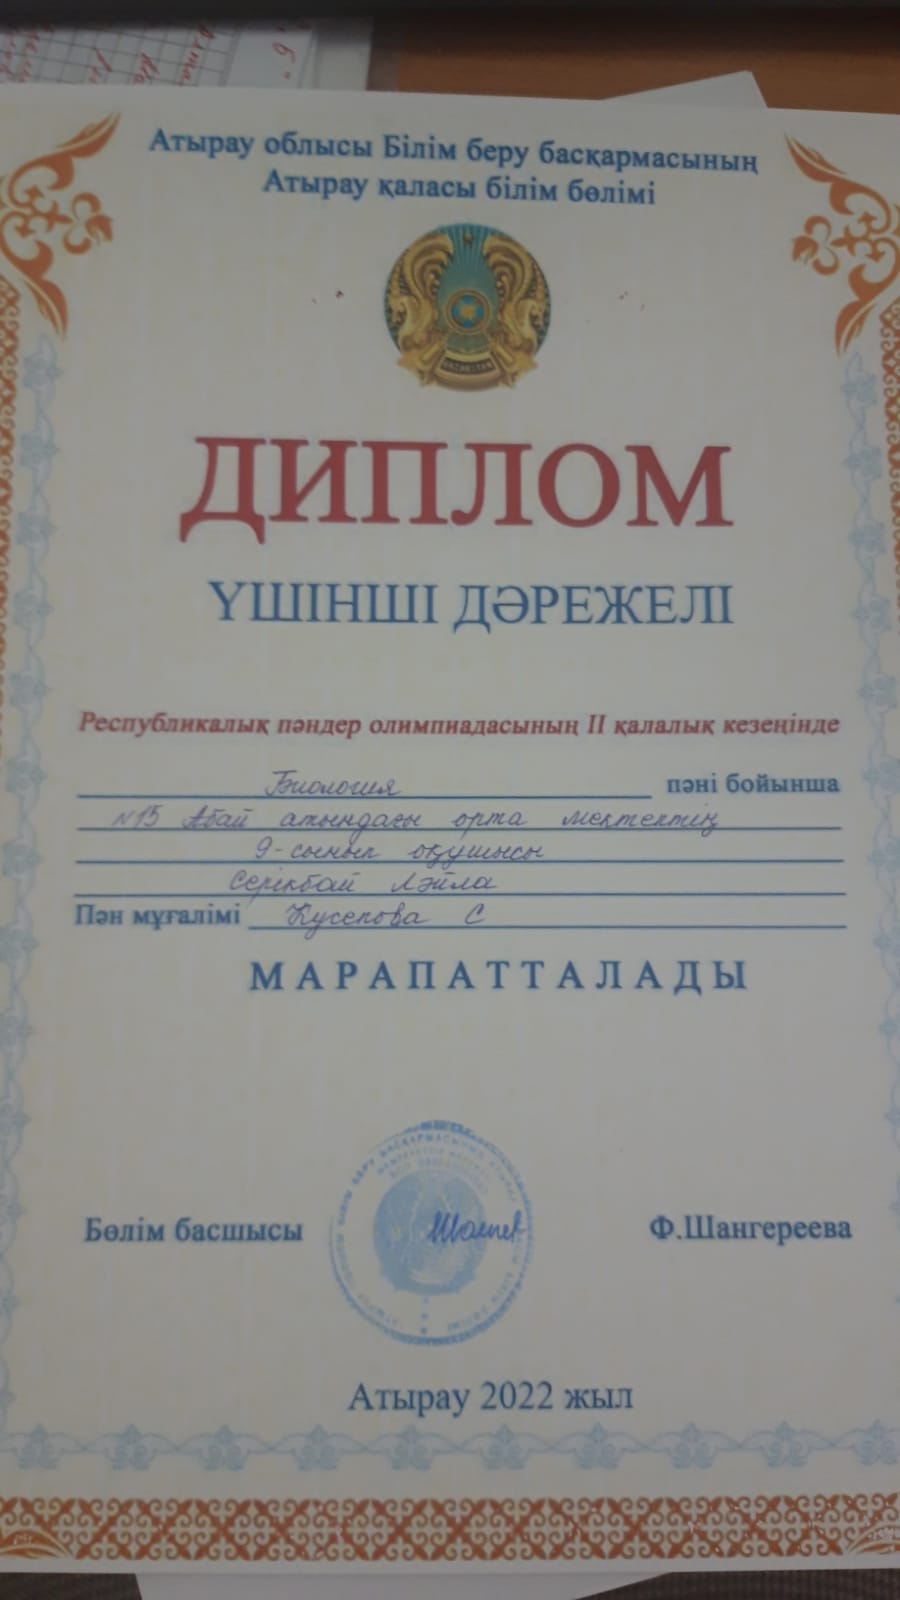 Атырау облысы Білім беру басқармасының
Атырау қаласы білім бөлімі
ДИПЛОМ
ҮШІНШІ ДӘРЕЖЕЛІ
Республикалық пәндер олимпиадасының II қалалық кезеңінде
Биология пәні бойынша
№15 Абай атындағы орта мектептің
9-сынып оқушысы
Серікбай Ләйла
Пән мұғалімі Кусепова С
МАРАПАТТАЛАДЫ
Бөлім басшысы Ф.Шангереева
Атырау 2022 жыл